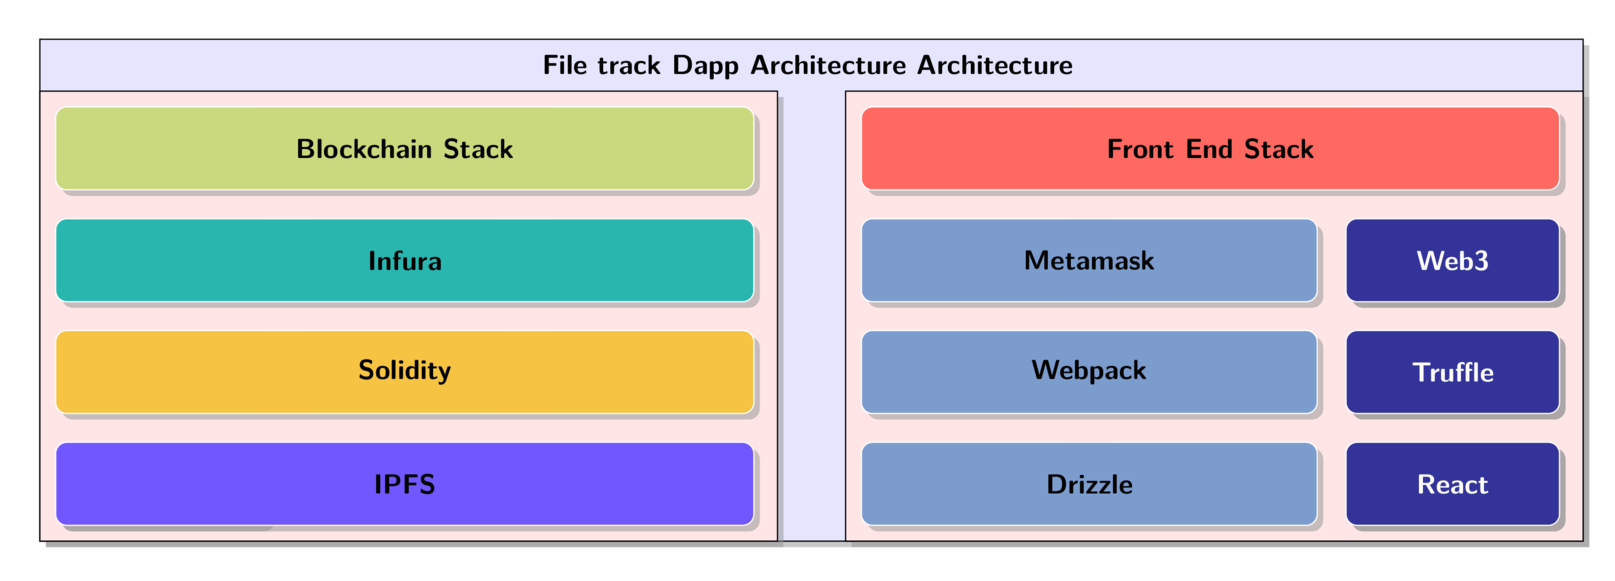 File track Dapp Architecture Architecture
Blockchain Stack
Infura
Solidity
IPFS
Front End Stack
Metamask
Web3
Webpack
Truffle
Drizzle
React